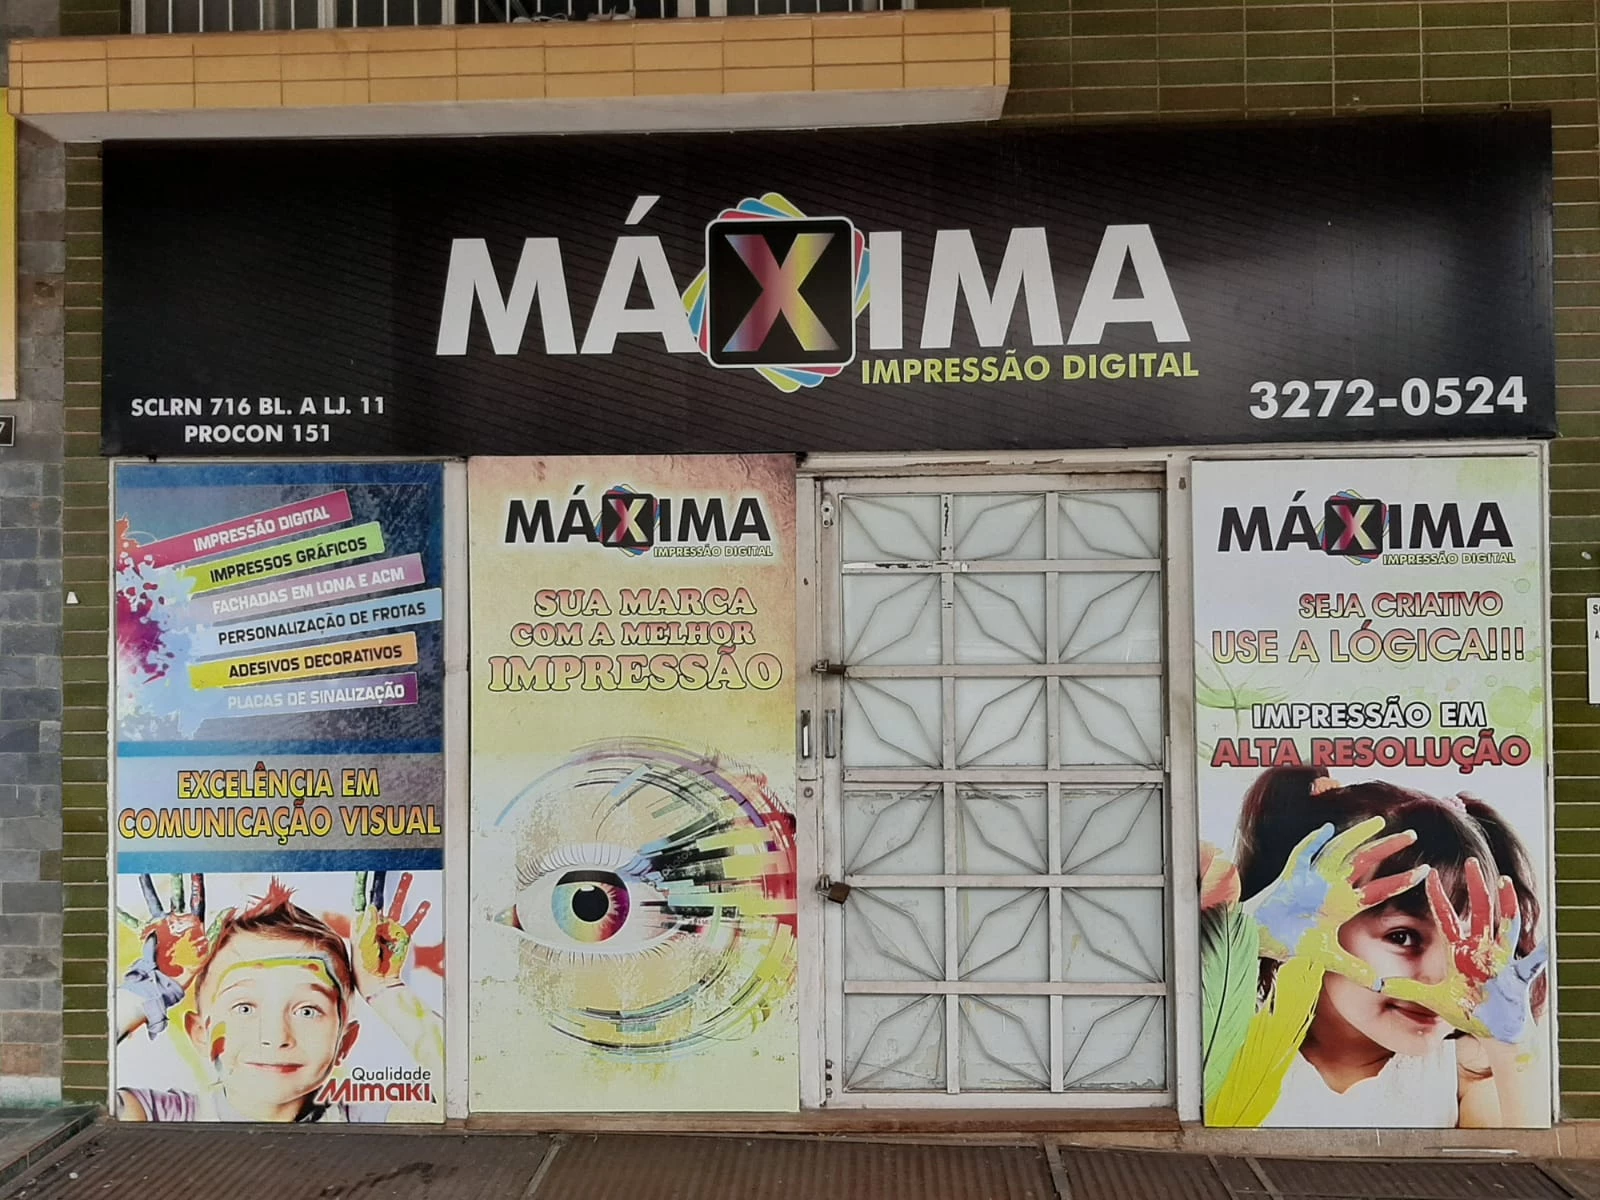 MÁXIMA
IMPRESSÃO DIGITAL
SCLRN 716 BL. A LJ. 11
PROCON 151
3272-0524
IMPRESSÃO DIGITAL
IMPRESSOS GRÁFICOS
FACHADAS EM LONA E ACM
PERSONALIZAÇÃO DE FROTAS
ADESIVOS DECORATIVOS
PLACAS DE SINALIZAÇÃO
EXCELÊNCIA EM
COMUNICAÇÃO VISUAL
Qualidade
Mimaki
MÁXIMA
IMPRESSÃO DIGITAL
SUA MARCA
COM A MELHOR
IMPRESSÃO
MÁXIMA
IMPRESSÃO DIGITAL
SEJA CRIATIVO
USE A LÓGICA!!!
IMPRESSÃO EM
ALTA RESOLUÇÃO